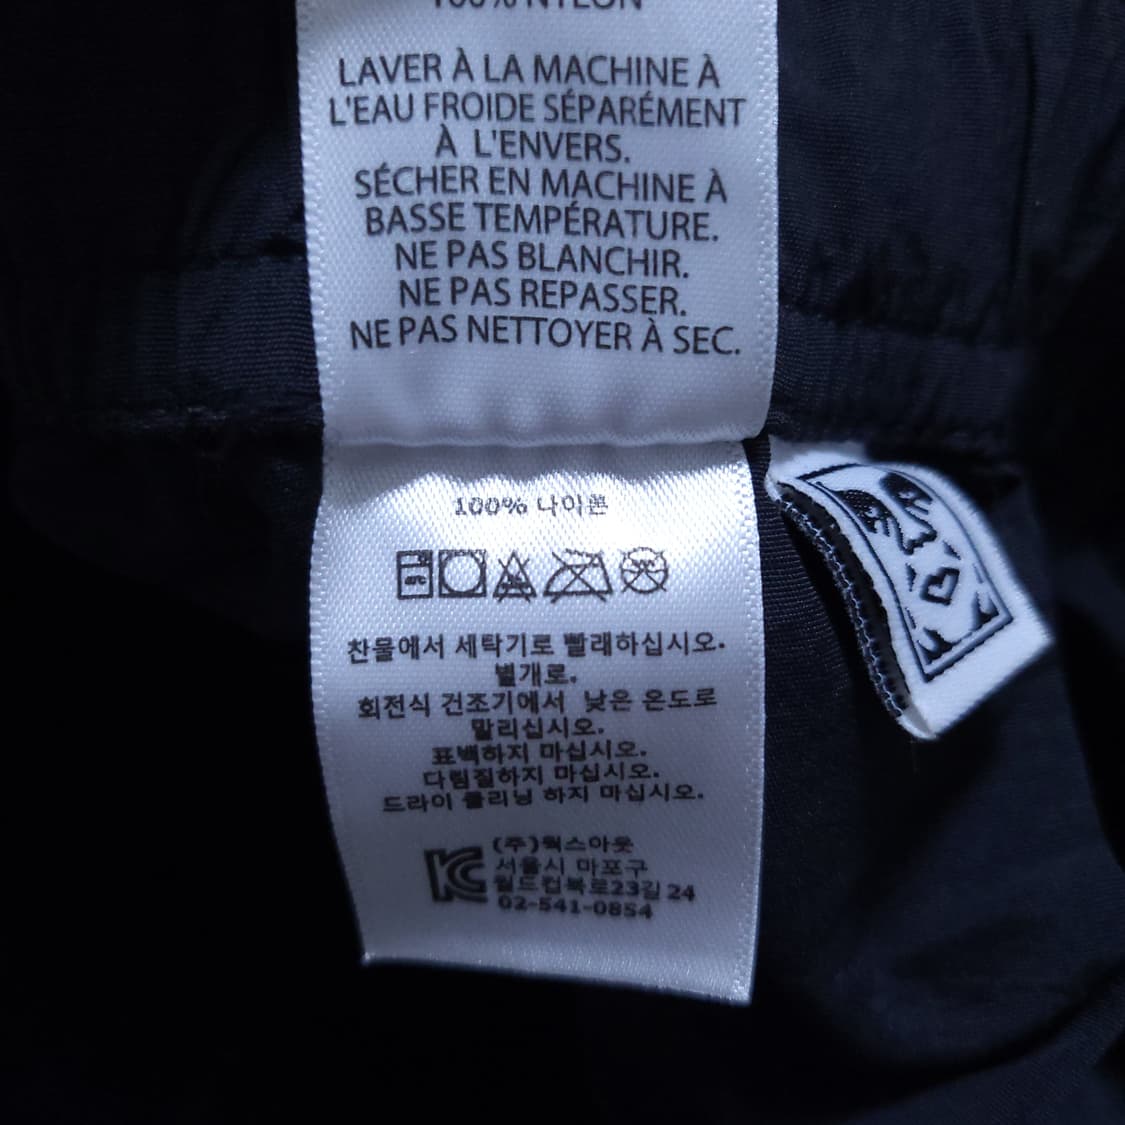 100% NYLON
LAVER À LA MACHINE À
L'EAU FROIDE SÉPARÉMENT
À L'ENVERS.
SÉCHER EN MACHINE À
BASSE TEMPÉRATURE.
NE PAS BLANCHIR.
NE PAS REPASSER.
NE PAS NETTOYER À SEC.
100% 나이론
찬물에서 세탁기로 빨래하십시오.
별개로.
회전식 건조기에서 낮은 온도로
말리십시오.
표백하지 마십시오.
다림질하지 마십시오.
드라이 클리닝 하지 마십시오.
(주)웍스아웃
서울시 마포구
월드컵북로23길 24
02-541-0854